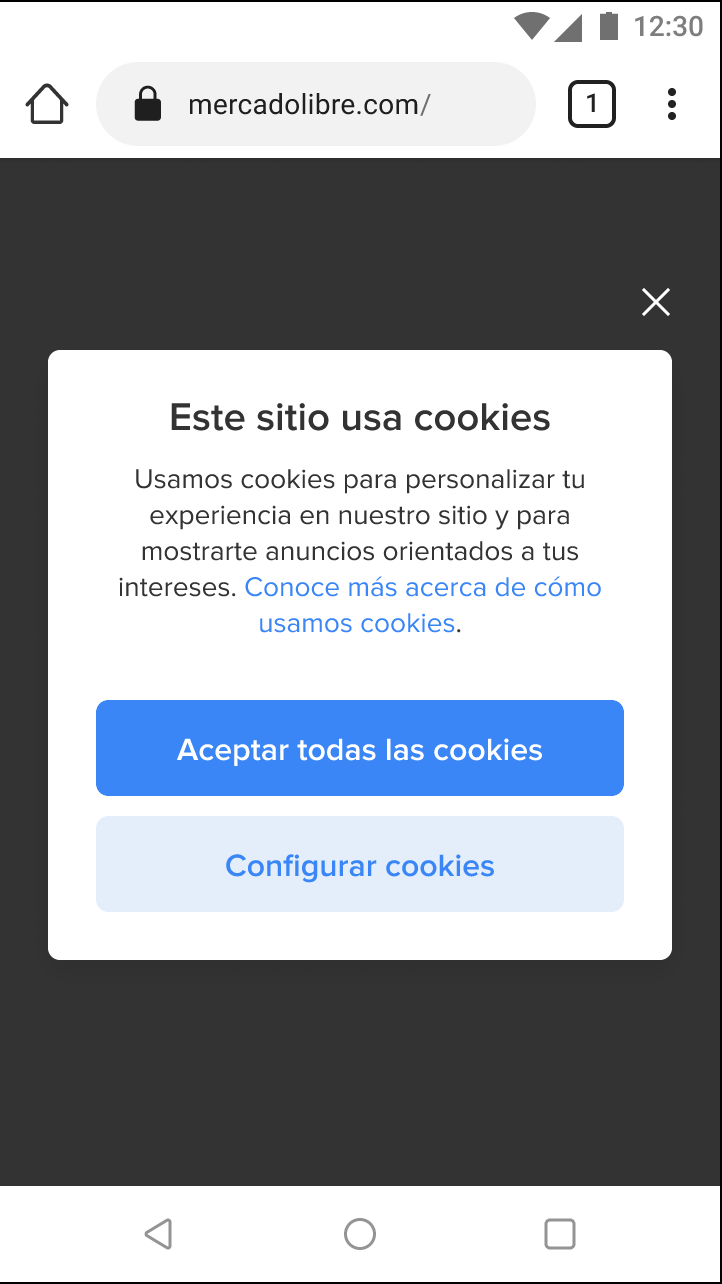 12:30
mercadolibre.com/
1
Este sitio usa cookies
Usamos cookies para personalizar tu
experiencia en nuestro sitio y para
mostrarte anuncios orientados a tus
intereses. Conoce más acerca de cómo
usamos cookies.
Aceptar todas las cookies
Configurar cookies